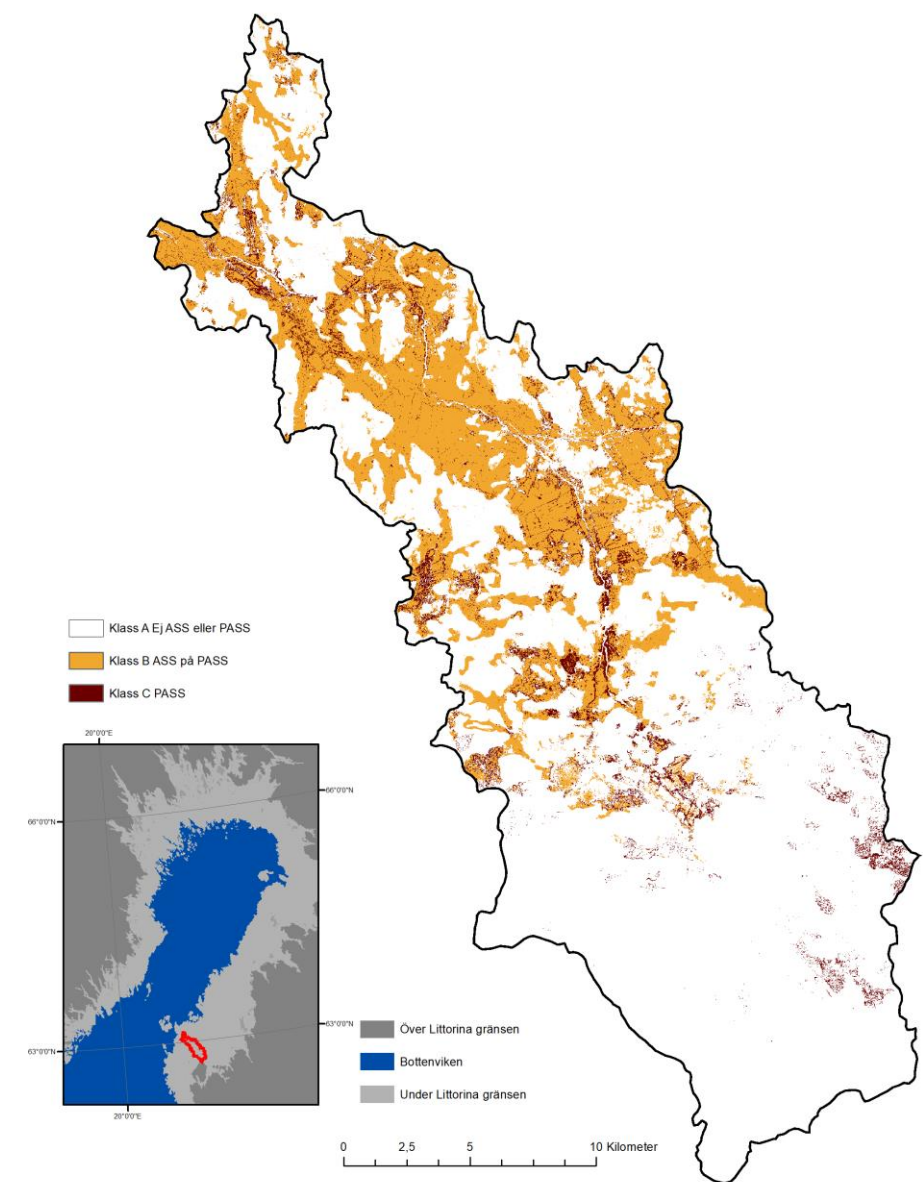 Klass A Ej ASS eller PASS
Klass B ASS på PASS
Klass C PASS
20°0'0"E
66°0'0"N
66°0'0"N
63°0'0"N
63°0'0"N
20°0'0"E
Över Littorina gränsen
Bottenviken
Under Littorina gränsen
0 2,5 5 10 Kilometer